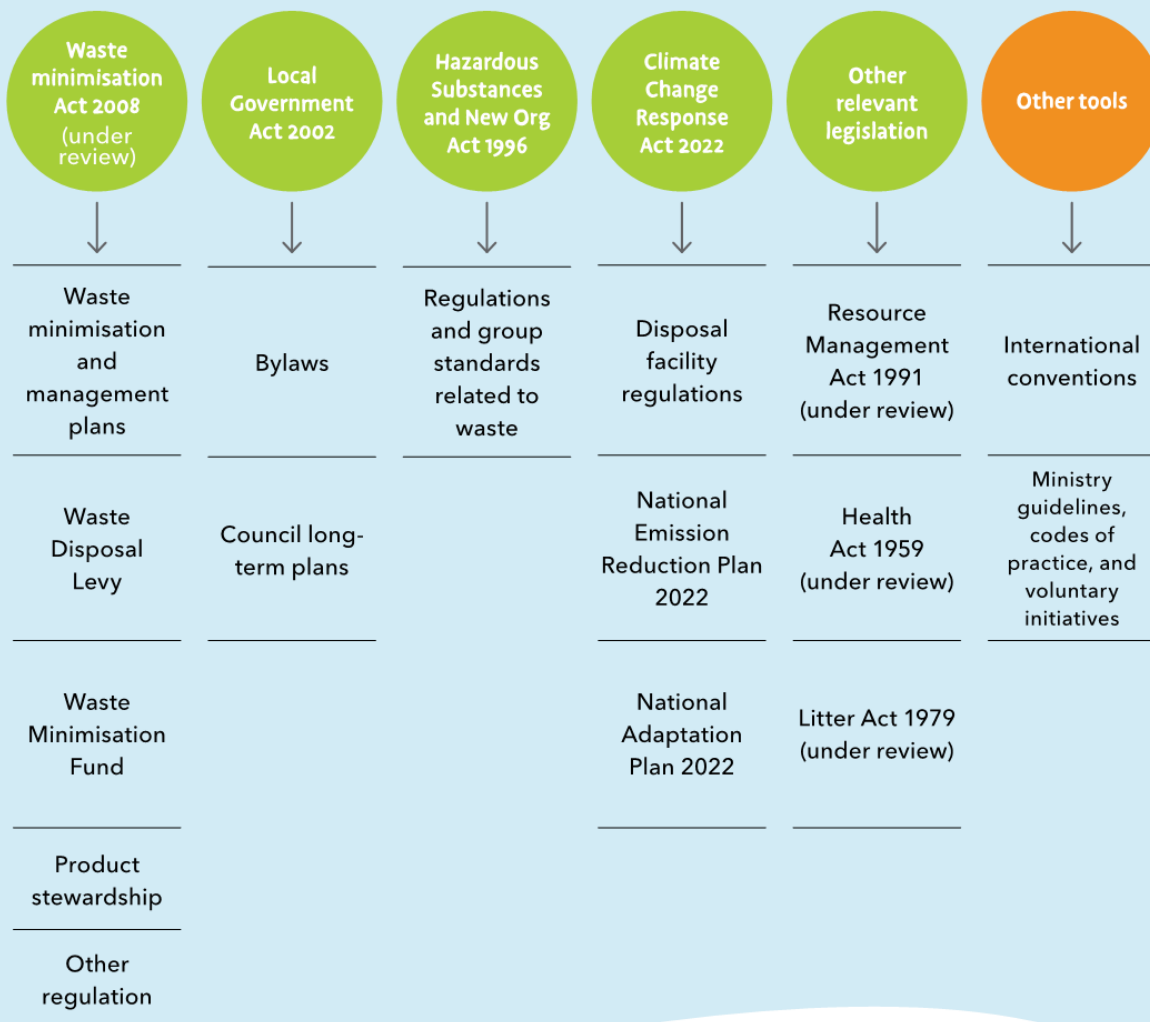 Waste
minimisation
Act 2008
(under
review)
Local
Government
Act 2002
Hazardous
Substances
and New Org
Act 1996
Climate
Change
Response
Act 2022
Other
relevant
legislation
Other tools
Waste
minimisation
and
management
plans
Waste
Disposal
Levy
Waste
Minimisation
Fund
Product
stewardship
Other
regulation
Bylaws
Council long-
term plans
Regulations
and group
standards
related to
waste
Disposal
facility
regulations
National
Emission
Reduction Plan
2022
National
Adaptation
Plan 2022
Resource
Management
Act 1991
(under review)
Health
Act 1959
(under review)
Litter Act 1979
(under review)
International
conventions
Ministry
guidelines,
codes of
practice, and
voluntary
initiatives